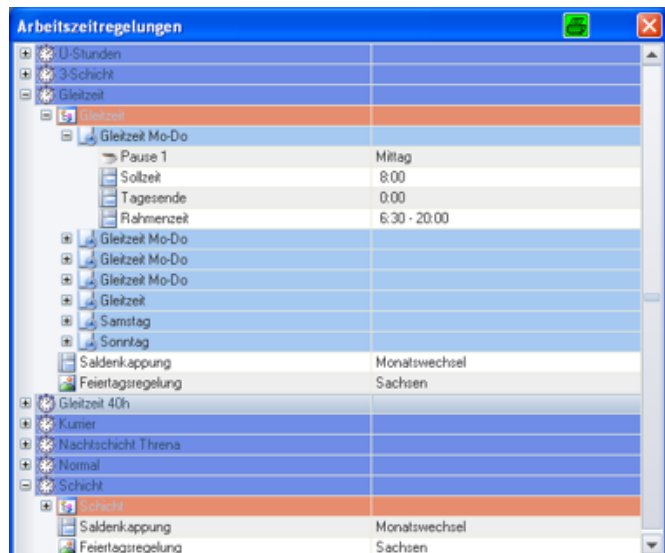 Arbeitszeitregelungen
Ü-Stunden
3-Schicht
Gleitzeit
Gleitzeit
Gleitzeit Mo-Do
Pause 1 Mittag
Sollzeit 8:00
Tagesende 0:00
Rahmenzeit 6:30 - 20:00
Gleitzeit Mo-Do
Gleitzeit Mo-Do
Gleitzeit Mo-Do
Gleitzeit
Samstag
Sonntag
Saldenkappung Monatswechsel
Feiertagsregelung Sachsen
Gleitzeit 40h
Kurrier
Nachtschicht Threna
Normal
Schicht
Schicht
Saldenkappung Monatswechsel
Feiertagsregelung Sachsen